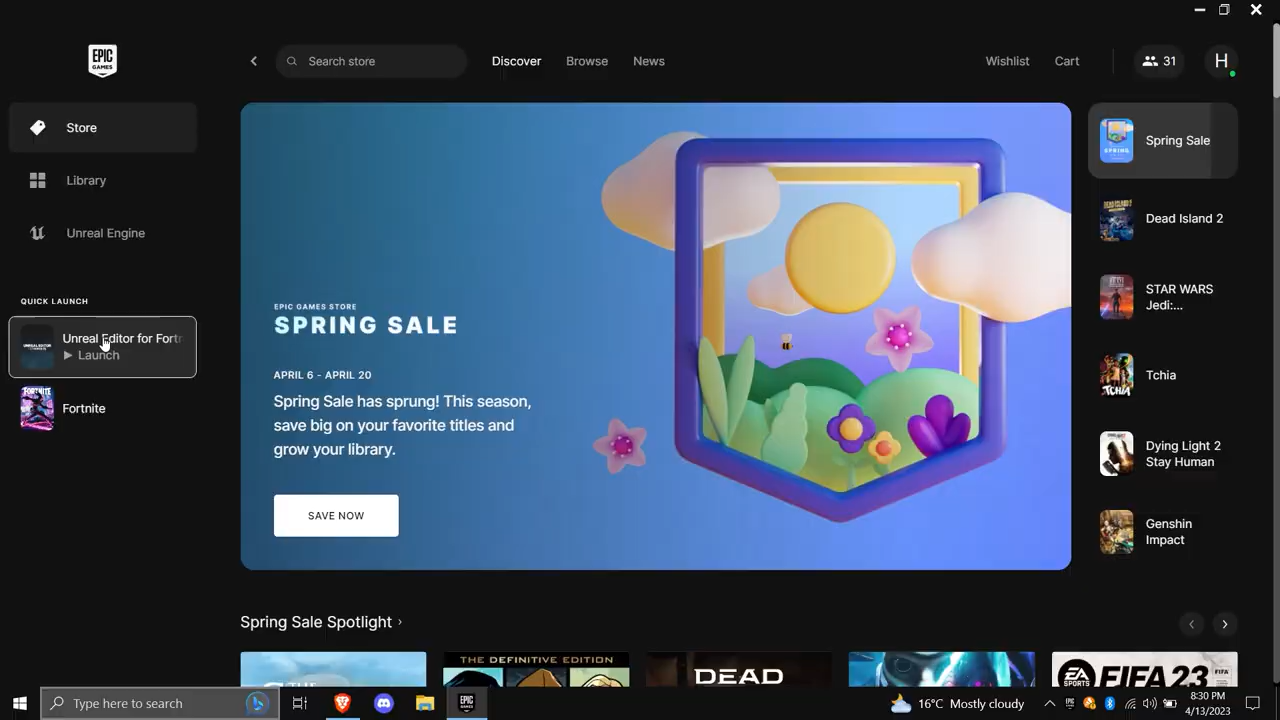 EPIC
GAMES
Search store
Discover
Browse
News
Wishlist
Cart
31
H
Store
Library
Unreal Engine
QUICK LAUNCH
Unreal Editor for Fortr
Launch
Fortnite
EPIC GAMES STORE
SPRING SALE
APRIL 6 - APRIL 20
Spring Sale has sprung! This season,
save big on your favorite titles and
grow your library.
SAVE NOW
Spring Sale
Dead Island 2
STAR WARS
Jedi:...
Tchia
Dying Light 2
Stay Human
Genshin
Impact
Spring Sale Spotlight
THE DEFINITIVE EDITION
DEAD
EA SPORTS
FIFA 23
Type here to search
16°C Mostly cloudy
8:30 PM
4/13/2023